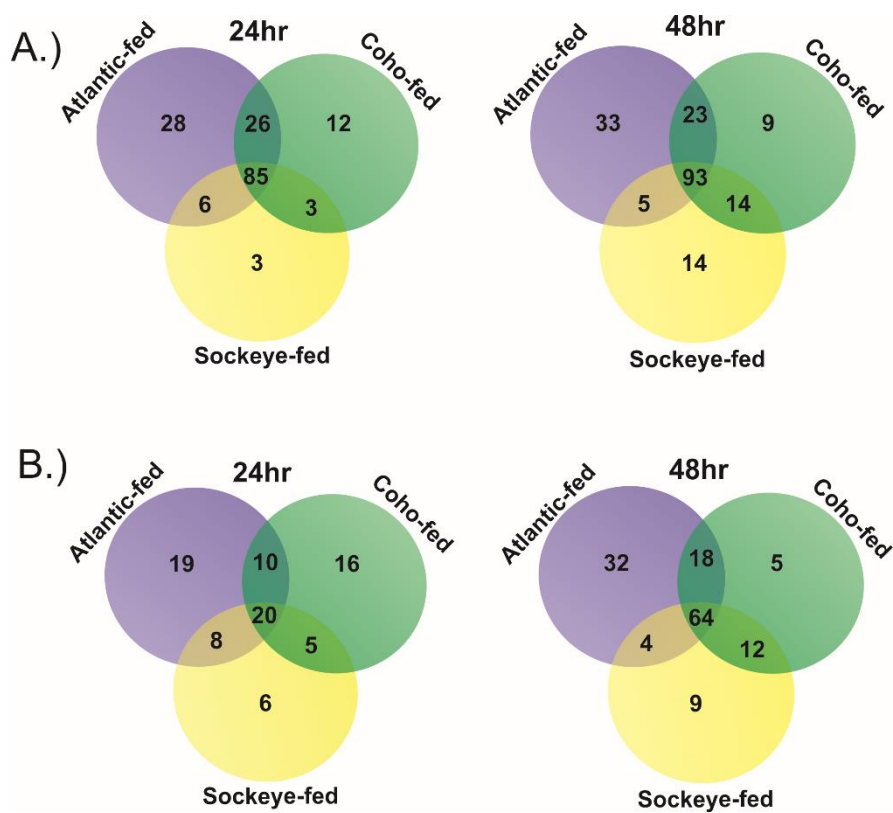 A.)
24hr
Atlantic-fed
Coho-fed
28
26
12
85
6
3
3
Sockeye-fed
48hr
Atlantic-fed
Coho-fed
33
23
9
93
5
14
14
Sockeye-fed
B.)
24hr
Atlantic-fed
Coho-fed
19
10
16
20
8
5
6
Sockeye-fed
48hr
Atlantic-fed
Coho-fed
32
18
5
64
4
12
9
Sockeye-fed